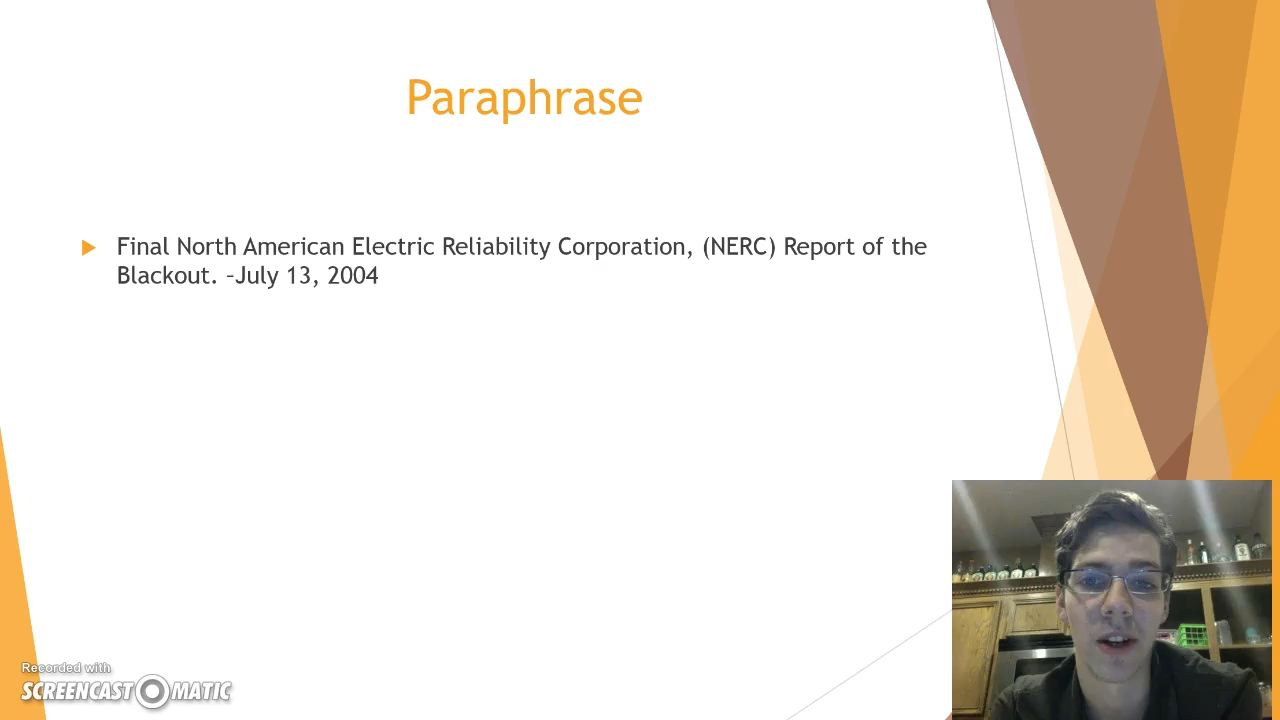 Paraphrase
Final North American Electric Reliability Corporation, (NERC) Report of the
Blackout. –July 13, 2004
Recorded with
SCREENCAST-O-MATIC